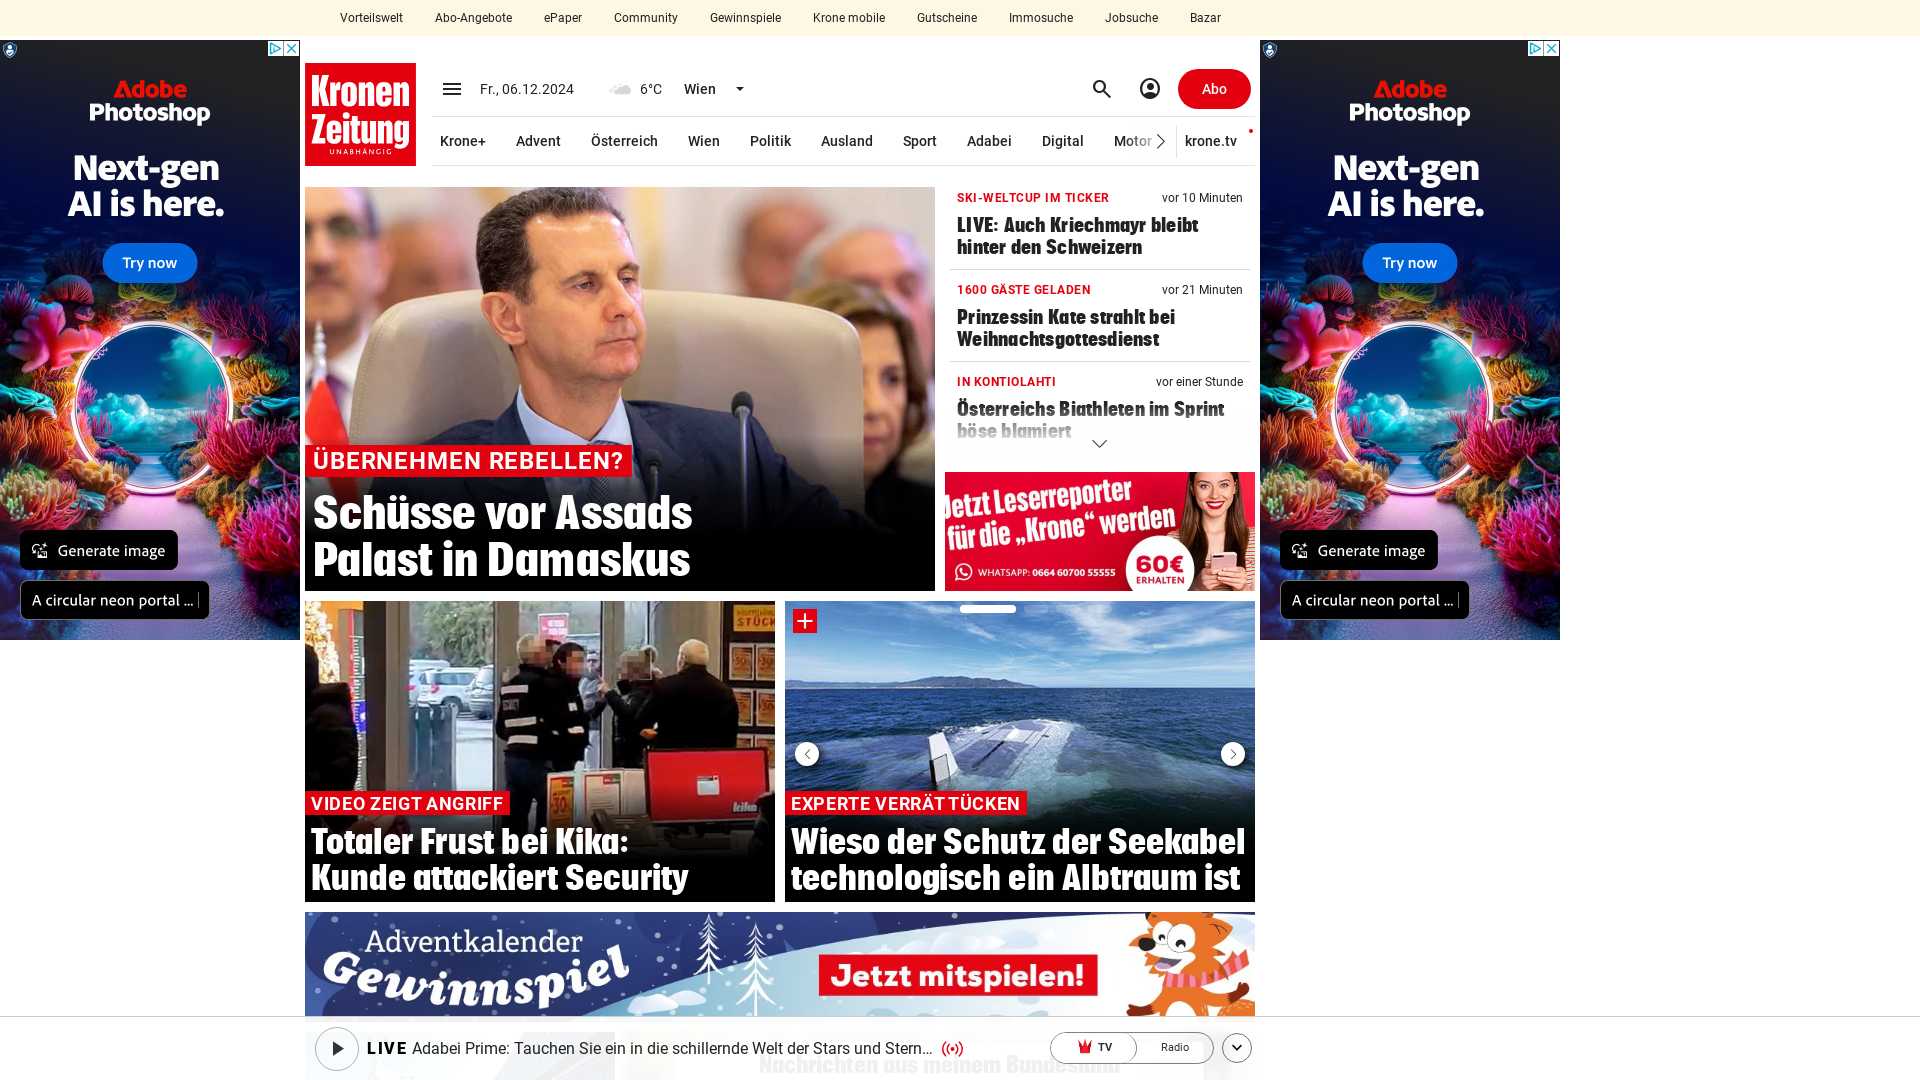 Vorteilswelt
Abo-Angebote
ePaper
Community
Gewinnspiele
Krone mobile
Gutscheine
Immosuche
Jobsuche
Bazar
Kronen
Zeitung
UNABHÄNGIG
Fr., 06.12.2024
6°C
Wien
Abo
Krone+
Advent
Österreich
Wien
Politik
Ausland
Sport
Adabei
Digital
Motor
krone.tv
Adobe
Photoshop
Next-gen
AI is here.
Try now
Generate image
A circular neon portal ...
ÜBERNEHMEN REBELLEN?
Schüsse vor Assads
Palast in Damaskus
SKI-WELTCUP IM TICKER
vor 10 Minuten
LIVE: Auch Kriechmayr bleibt
hinter den Schweizern
1600 GÄSTE GELADEN
vor 21 Minuten
Prinzessin Kate strahlt bei
Weihnachtsgottesdienst
IN KONTIOLAHTI
vor einer Stunde
Österreichs Biathleten im Sprint
böse blamiert
Jetzt Leserreporter
für die „Krone“ werden
WHATSAPP: 0664 60700 55555
60€
ERHALTEN
Adobe
Photoshop
Next-gen
AI is here.
Try now
Generate image
A circular neon portal ...
VIDEO ZEIGT ANGRIFF
Totaler Frust bei Kika:
Kunde attackiert Security
EXPERTE VERRÄT TÜCKEN
Wieso der Schutz der Seekabel
technologisch ein Albtraum ist
Adventkalender
Gewinnspiel
Jetzt mitspielen!
LIVE Adabei Prime: Tauchen Sie ein in die schillernde Welt der Stars und Stern...
TV
Radio
Nachrichten aus meinem Bundesland